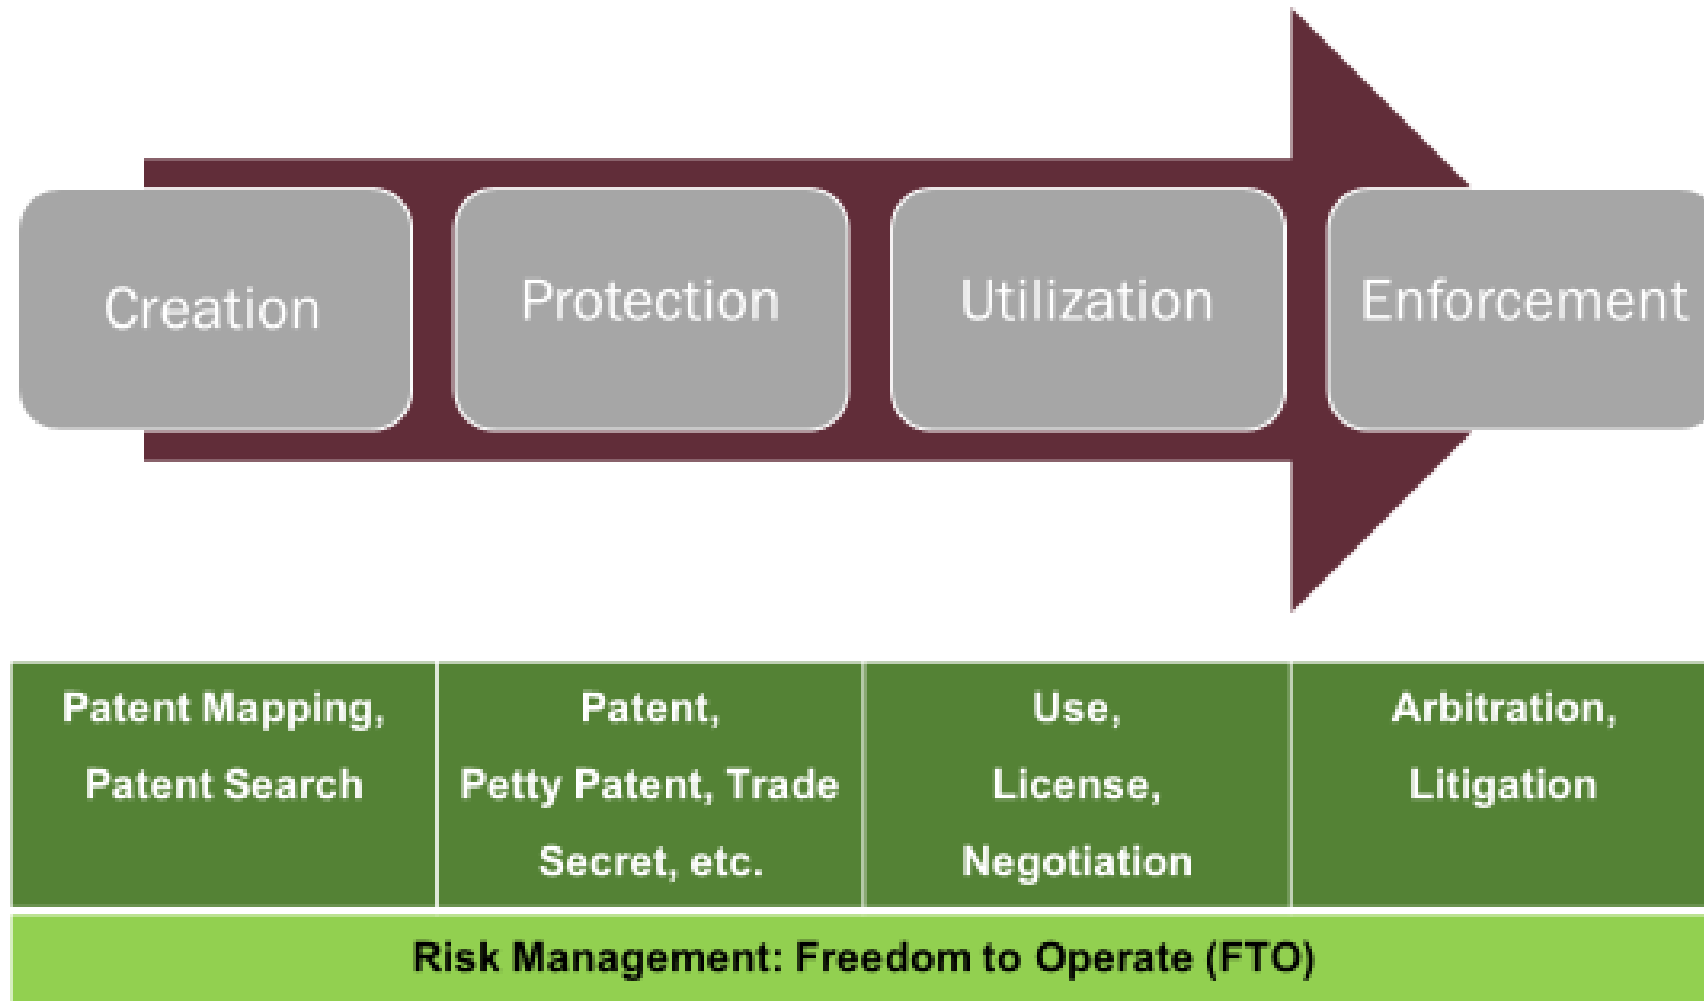 Creation
Protection
Utilization
Enforcement
Patent Mapping,
Patent Search
Patent,
Petty Patent, Trade
Secret, etc.
Use,
License,
Negotiation
Arbitration,
Litigation
Risk Management: Freedom to Operate (FTO)